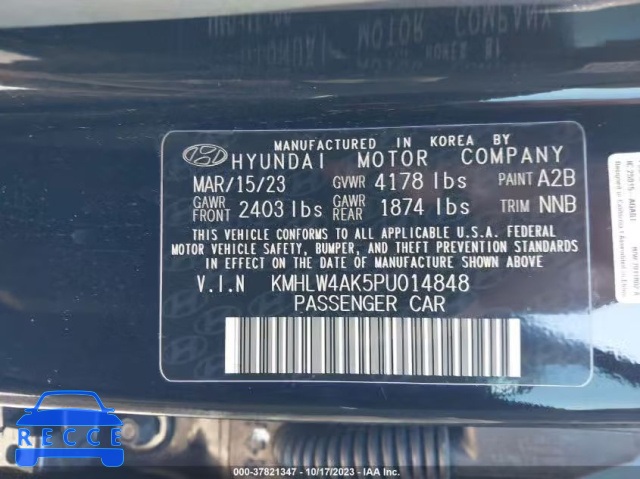 MANUFACTURED IN KOREA BY
HYUNDAI MOTOR COMPANY
MAR/15/23 GVWR 4178 lbs PAINT A2B
GAWR FRONT 2403 lbs GAWR REAR 1874 lbs TRIM NNB
THIS VEHICLE CONFORMS TO ALL APPLICABLE U.S.A. FEDERAL
MOTOR VEHICLE SAFETY, BUMPER, AND THEFT PREVENTION
STANDARDS IN EFFECT ON THE DATE OF MANUFACTURE SHOWN ABOVE
V.I.N KMHLW4AK5PU014848
PASSENGER CAR
RECCE
000-37821347 | 10/17/2023 | IAA Inc.